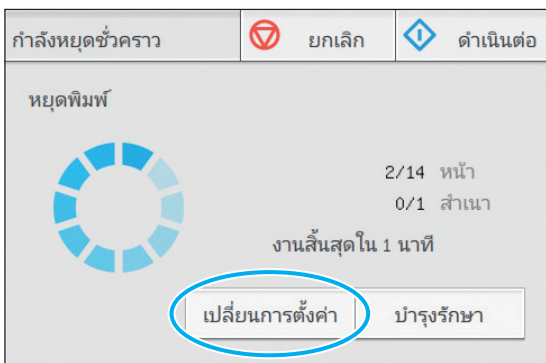 กำลังหยุดชั่วคราว ยกเลิก ดำเนินต่อ
หยุดพิมพ์
2/14 หน้า
0/1 สำเนา
งานสิ้นสุดใน 1 นาที
เปลี่ยนการตั้งค่า บำรุงรักษา